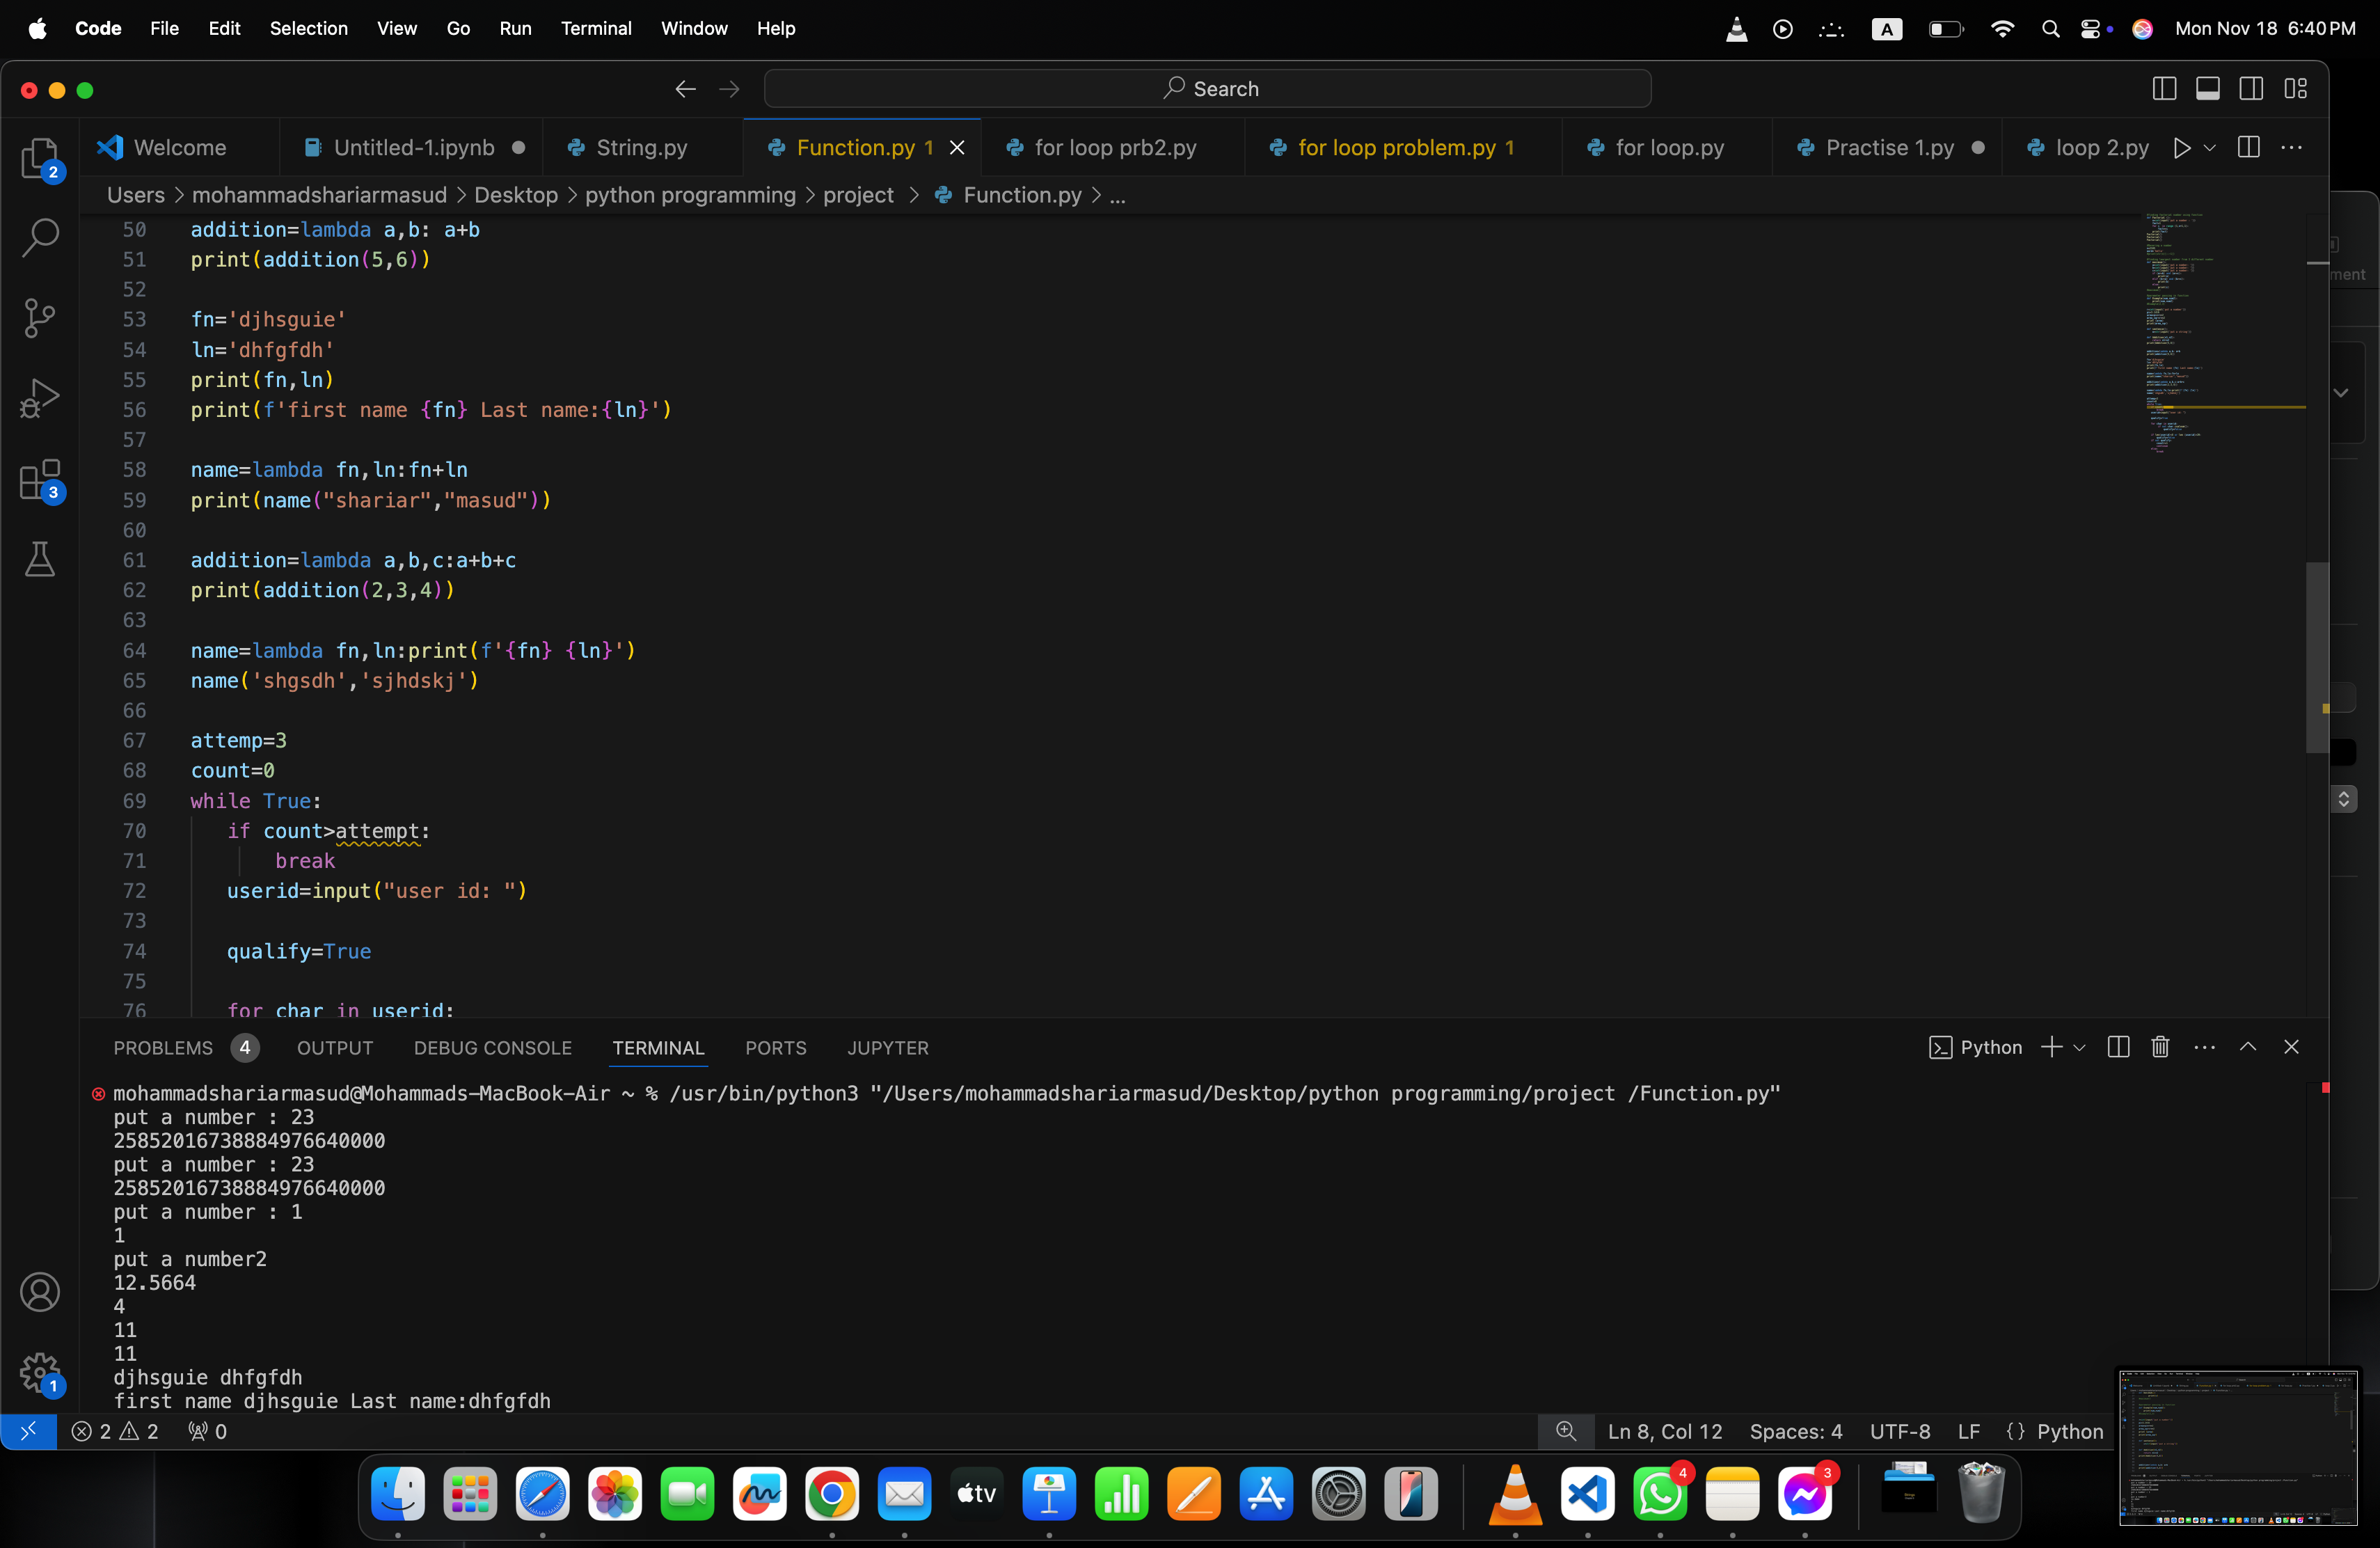 Code File Edit Selection View Go Run Terminal Window Help A Mon Nov 18 6:40 PM
Search
Welcome Untitled-1.ipynb String.py Function.py 1 for loop prb2.py for loop problem.py 1 for loop.py Practise 1.py loop 2.py
2
Users > mohammadshariarmasud > Desktop > python programming > project > Function.py > ...
50 addition=lambda a,b: a+b
51 print(addition(5,6))
ment
52
53 fn='djhsguie'
54 ln='dhfgfdh'
55 print(fn,ln)
56 print(f'first name {fn} Last name:{ln}')
57
58 name=lambda fn,ln:fn+ln
3
59 print(name("shariar","masud"))
60
61 addition=lambda a,b,c:a+b+c
62 print(addition(2,3,4))
63
64 name=lambda fn,ln:print(f'{fn} {ln}')
65 name('shgsdh','sjhdskj')
66
67 attemp=3
68 count=0
69 while True:
70 if count>attempt:
71 break
72 userid=input("user id: ")
73
74 qualify=True
75
76 for char in userid:
PROBLEMS 4 OUTPUT DEBUG CONSOLE TERMINAL PORTS JUPYTER Python
mohammadshariarmasud@Mohammads-MacBook-Air ~ % /usr/bin/python3 "/Users/mohammadshariarmasud/Desktop/python programming/project /Function.py"
put a number : 23
25852016738884976640000
put a number : 23
25852016738884976640000
put a number : 1
1
put a number2
12.5664
4
11
11
djhsguie dhfgfdh
1
first name djhsguie Last name:dhfgfdh
2 2 0 Ln 8, Col 12 Spaces: 4 UTF-8 LF {} Python
tv 4 3